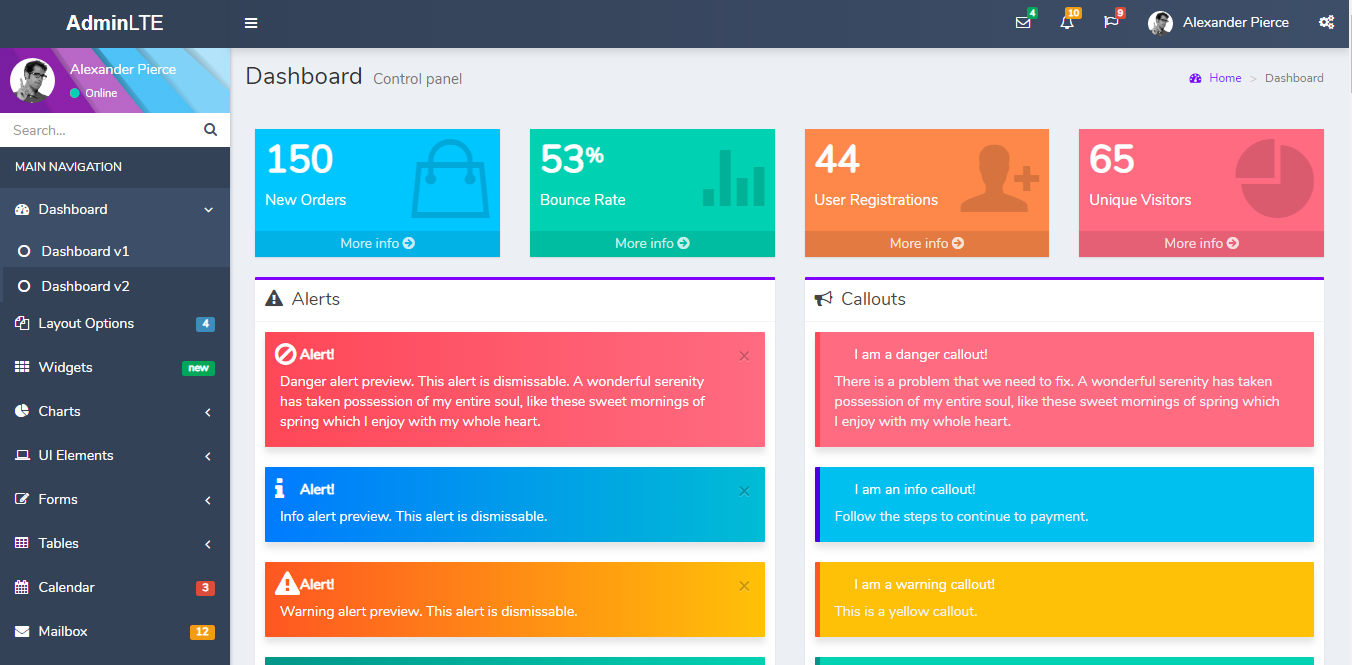 AdminLTE
4
10
9
Alexander Pierce
Alexander Pierce
Online
Search...
MAIN NAVIGATION
Dashboard
Dashboard v1
Dashboard v2
Layout Options 4
Widgets new
Charts
UI Elements
Forms
Tables
Calendar 3
Mailbox 12
Dashboard Control panel
Home > Dashboard
150
New Orders
More info
53%
Bounce Rate
More info
44
User Registrations
More info
65
Unique Visitors
More info
Alerts
Alert! ×
Danger alert preview. This alert is dismissable. A wonderful serenity
has taken possession of my entire soul, like these sweet mornings of
spring which I enjoy with my whole heart.
Alert! ×
Info alert preview. This alert is dismissable.
Alert! ×
Warning alert preview. This alert is dismissable.
Callouts
I am a danger callout!
There is a problem that we need to fix. A wonderful serenity has taken
possession of my entire soul, like these sweet mornings of spring which
I enjoy with my whole heart.
I am an info callout!
Follow the steps to continue to payment.
I am a warning callout!
This is a yellow callout.